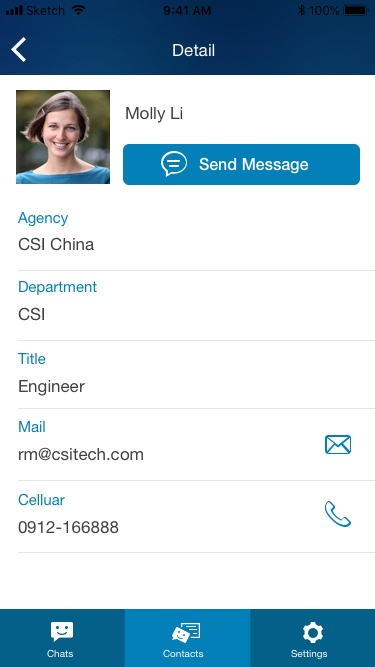 Sketch 9:41 AM 100%
Detail
Molly Li
Send Message
Agency
CSI China
Department
CSI
Title
Engineer
Mail
rm@csitech.com
Celluar
0912-166888
Chats Contacts Settings